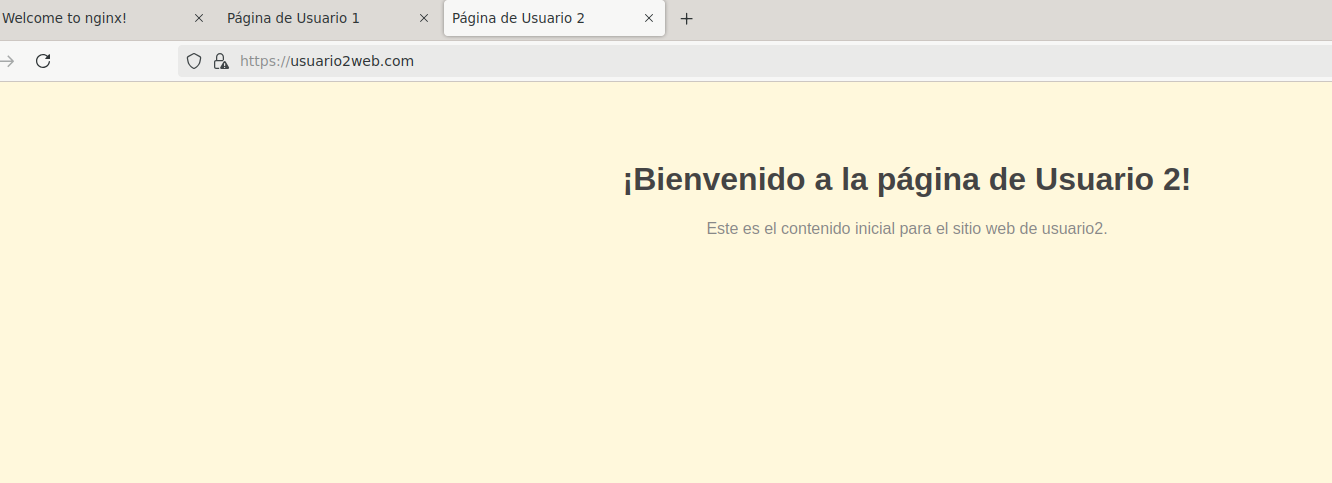 Welcome to nginx!
Página de Usuario 1
Página de Usuario 2
https://usuario2web.com
¡Bienvenido a la página de Usuario 2!
Este es el contenido inicial para el sitio web de usuario2.